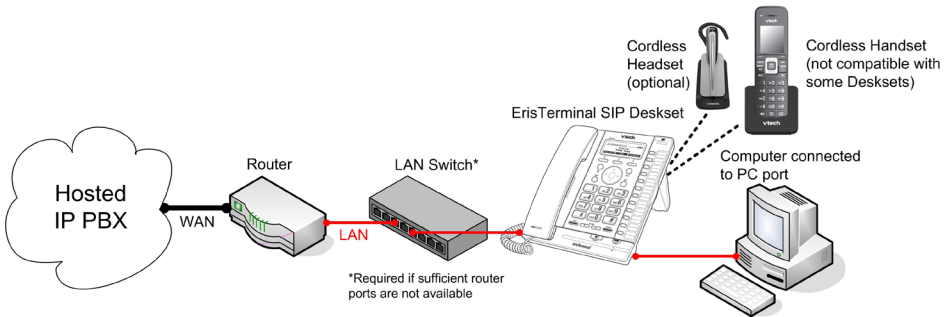 Cordless
Headset
(optional)
Cordless Handset
(not compatible with
some Desksets)
vtech
vtech
ErisTerminal SIP Deskset
vtech
Computer connected
to PC port
Router
LAN Switch*
Hosted
IP PBX
WAN
LAN
*Required if sufficient router
ports are not available